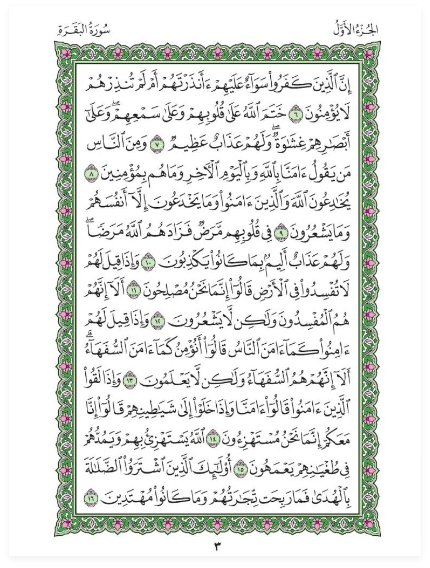 الجُزْءُ الأَوَّلُ
سُورَةُ البَقَرَةِ
إِنَّ ٱلَّذِينَ كَفَرُوا۟ سَوَآءٌ عَلَيْهِمْ ءَأَنذَرْتَهُمْ أَمْ لَمْ تُنذِرْهُمْ
لَا يُؤْمِنُونَ ٦ خَتَمَ ٱللَّهُ عَلَىٰ قُلُوبِهِمْ وَعَلَىٰ سَمْعِهِمْ ۖ وَعَلَىٰٓ
أَبْصَٰرِهِمْ غِشَٰوَةٌ ۖ وَلَهُمْ عَذَابٌ عَظِيمٌ ٧ وَمِنَ ٱلنَّاسِ
مَن يَقُولُ ءَامَنَّا بِٱللَّهِ وَبِٱلْيَوْمِ ٱلْـَٔاخِرِ وَمَا هُم بِمُؤْمِنِينَ ٨
يُخَٰدِعُونَ ٱللَّهَ وَٱلَّذِينَ ءَامَنُوا۟ وَمَا يَخْدَعُونَ إِلَّآ أَنفُسَهُمْ
وَمَا يَشْعُرُونَ ٩ فِى قُلُوبِهِم مَّرَضٌ فَزَادَهُمُ ٱللَّهُ مَرَضًا ۖ
وَلَهُمْ عَذَابٌ أَلِيمٌۢ بِمَا كَانُوا۟ يَكْذِبُونَ ١٠ وَإِذَا قِيلَ لَهُمْ
لَا تُفْسِدُوا۟ فِى ٱلْأَرْضِ قَالُوٓا۟ إِنَّمَا نَحْنُ مُصْلِحُونَ ١١ أَلَآ إِنَّهُمْ
هُمُ ٱلْمُفْسِدُونَ وَلَٰكِن لَّا يَشْعُرُونَ ١٢ وَإِذَا قِيلَ لَهُمْ
ءَامِنُوا۟ كَمَآ ءَامَنَ ٱلنَّاسُ قَالُوٓا۟ أَنُؤْمِنُ كَمَآ ءَامَنَ ٱلسُّفَهَآءُ ۗ
أَلَآ إِنَّهُمْ هُمُ ٱلسُّفَهَآءُ وَلَٰكِن لَّا يَعْلَمُونَ ١٣ وَإِذَا لَقُوا۟
ٱلَّذِينَ ءَامَنُوا۟ قَالُوٓا۟ ءَامَنَّا وَإِذَا خَلَوْا۟ إِلَىٰ شَيَٰطِينِهِمْ قَالُوٓا۟ إِنَّا
مَعَكُمْ إِنَّمَا نَحْنُ مُسْتَهْزِءُونَ ١٤ ٱللَّهُ يَسْتَهْزِئُ بِهِمْ وَيَمُدُّهُمْ
فِى طُغْيَٰنِهِمْ يَعْمَهُونَ ١٥ أُو۟لَٰٓئِكَ ٱلَّذِينَ ٱشْتَرَوُا۟ ٱلضَّلَٰلَةَ
بِٱلْهُدَىٰ فَمَا رَبِحَت تِّجَٰرَتُهُمْ وَمَا كَانُوا۟ مُهْتَدِينَ ١٦
٣